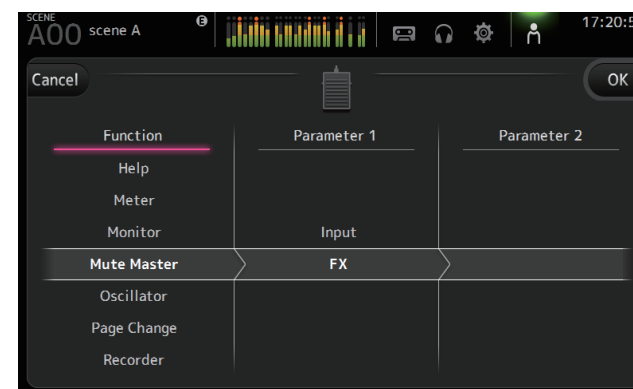 SCENE
A00 scene A E 17:20:5
Cancel OK
Function Parameter 1 Parameter 2
Help
Meter
Monitor Input
Mute Master FX
Oscillator
Page Change
Recorder